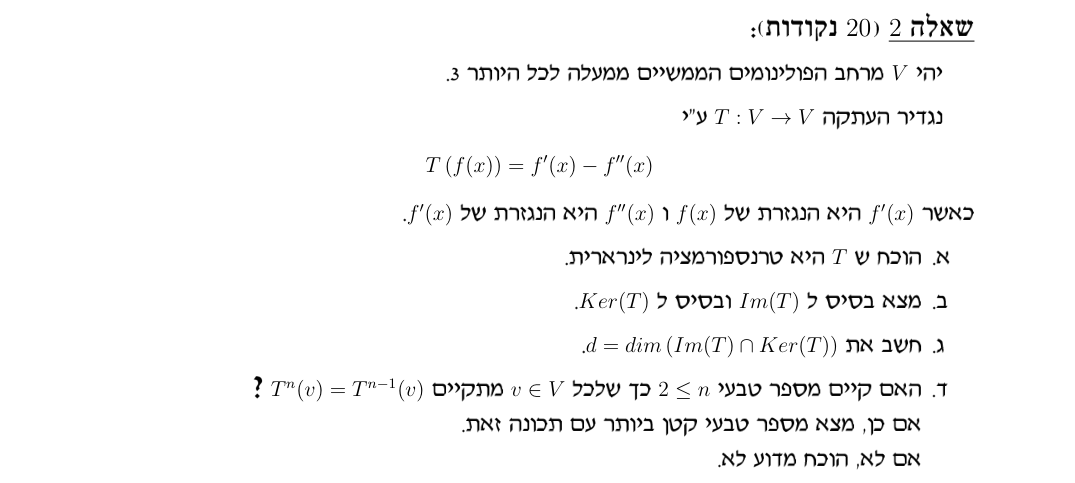 שאלה 2 (20 נקודות):
יהי V מרחב הפולינומים הממשיים ממעלה לכל היותר 3.
נגדיר העתקה T : V → V ע"י
T (f(x)) = f′(x) − f′′(x)
כאשר f′(x) היא הנגזרת של f(x) ו f′′(x) היא הנגזרת של f′(x).
א. הוכח ש T היא טרנספורמציה לינארארית.
ב. מצא בסיס ל Im(T) ובסיס ל Ker(T).
ג. חשב את d = dim (Im(T) ∩ Ker(T)).
ד. האם קיים מספר טבעי 2 ≤ n כך שלכל v ∈ V מתקיים Tⁿ(v) = Tⁿ⁻¹(v) ?
אם כן, מצא מספר טבעי קטן ביותר עם תכונה זאת.
אם לא, הוכח מדוע לא.